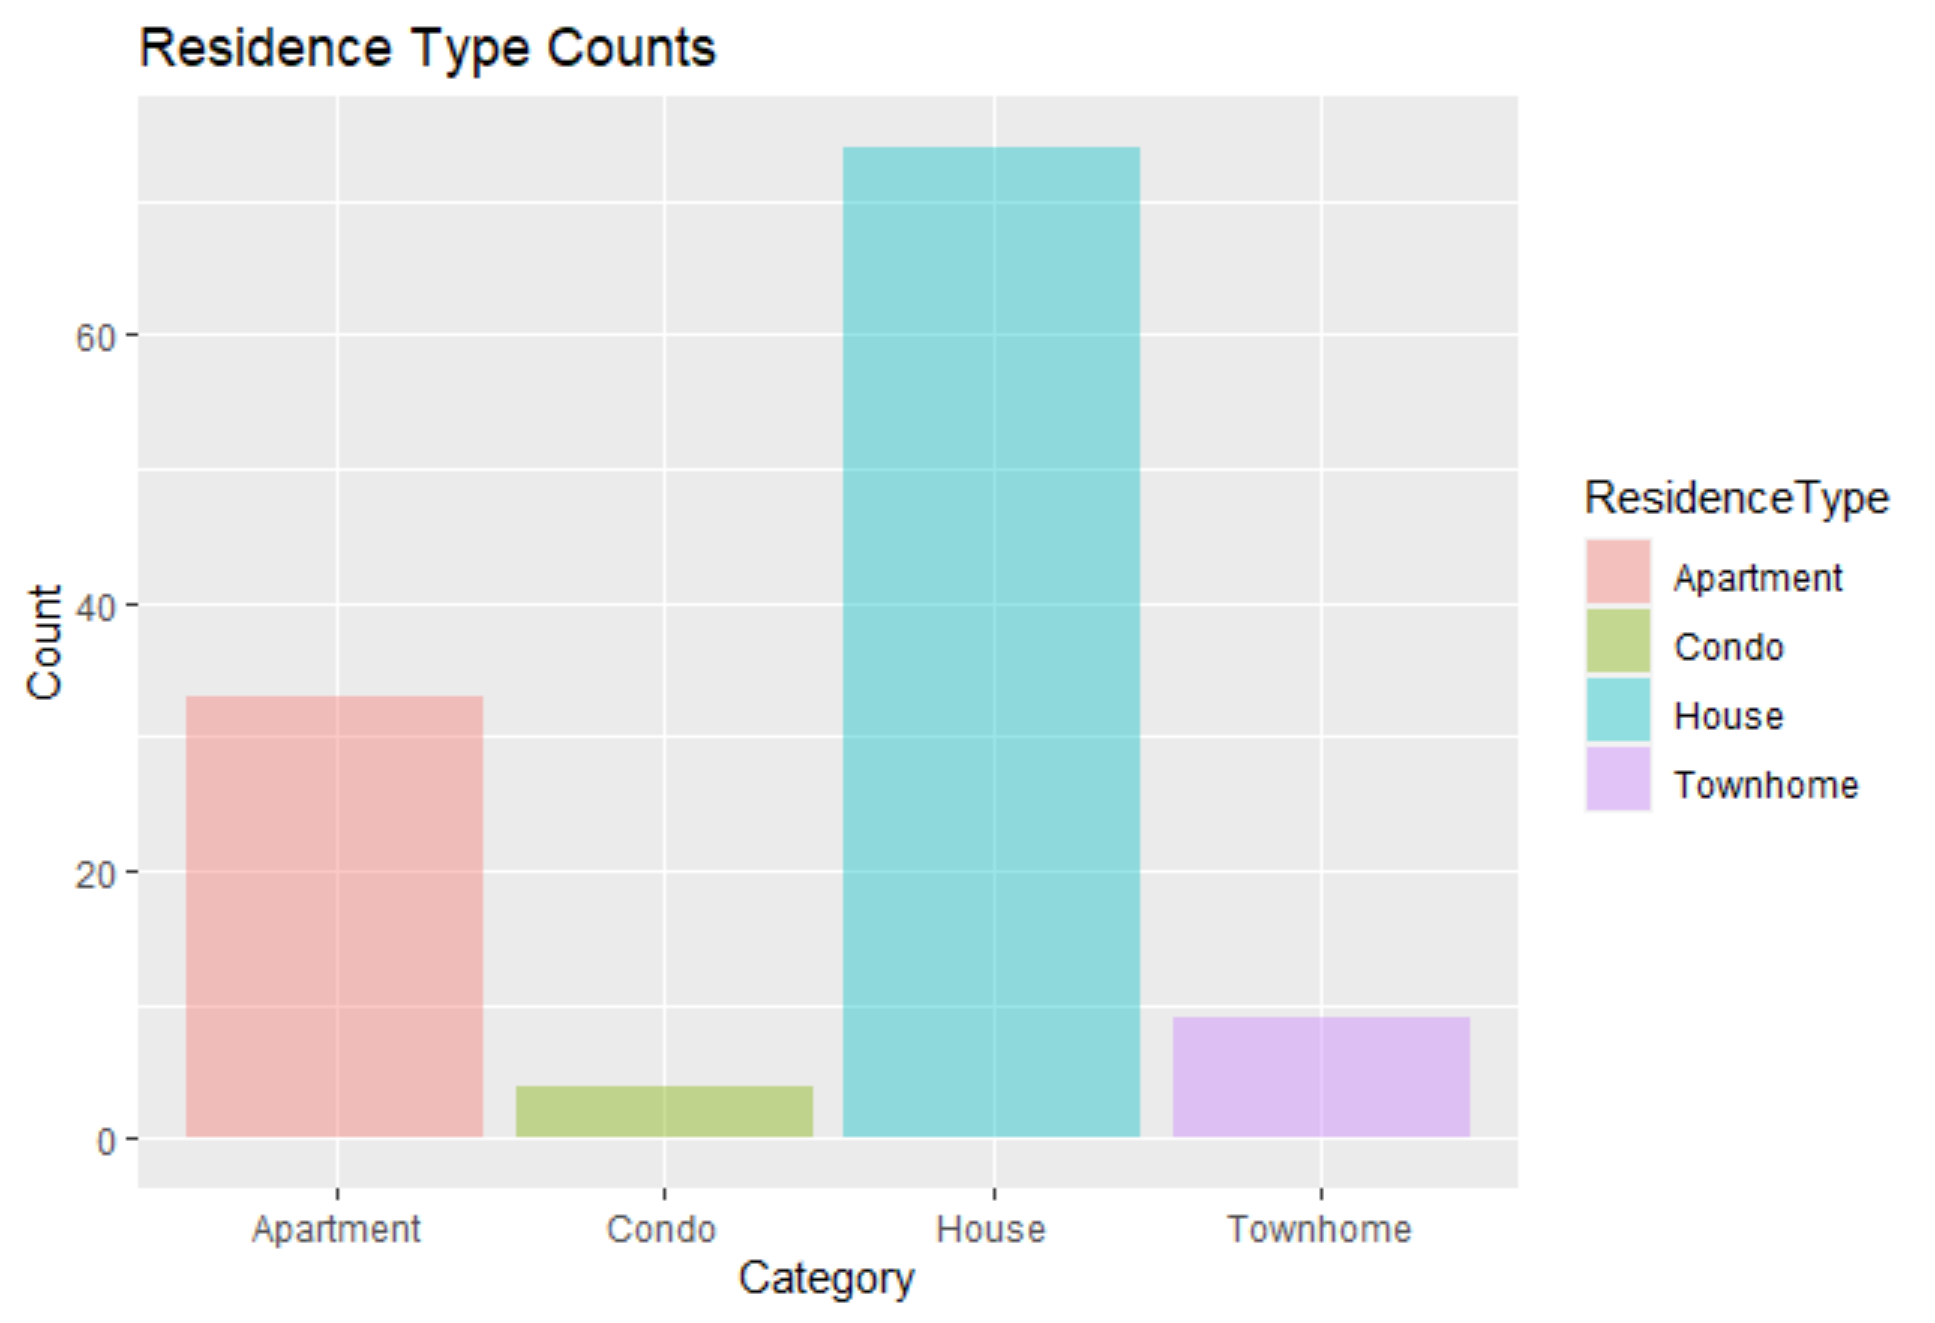 Residence Type Counts
60
40
20
0
Count
Apartment
Condo
House
Townhome
Category
ResidenceType
Apartment
Condo
House
Townhome